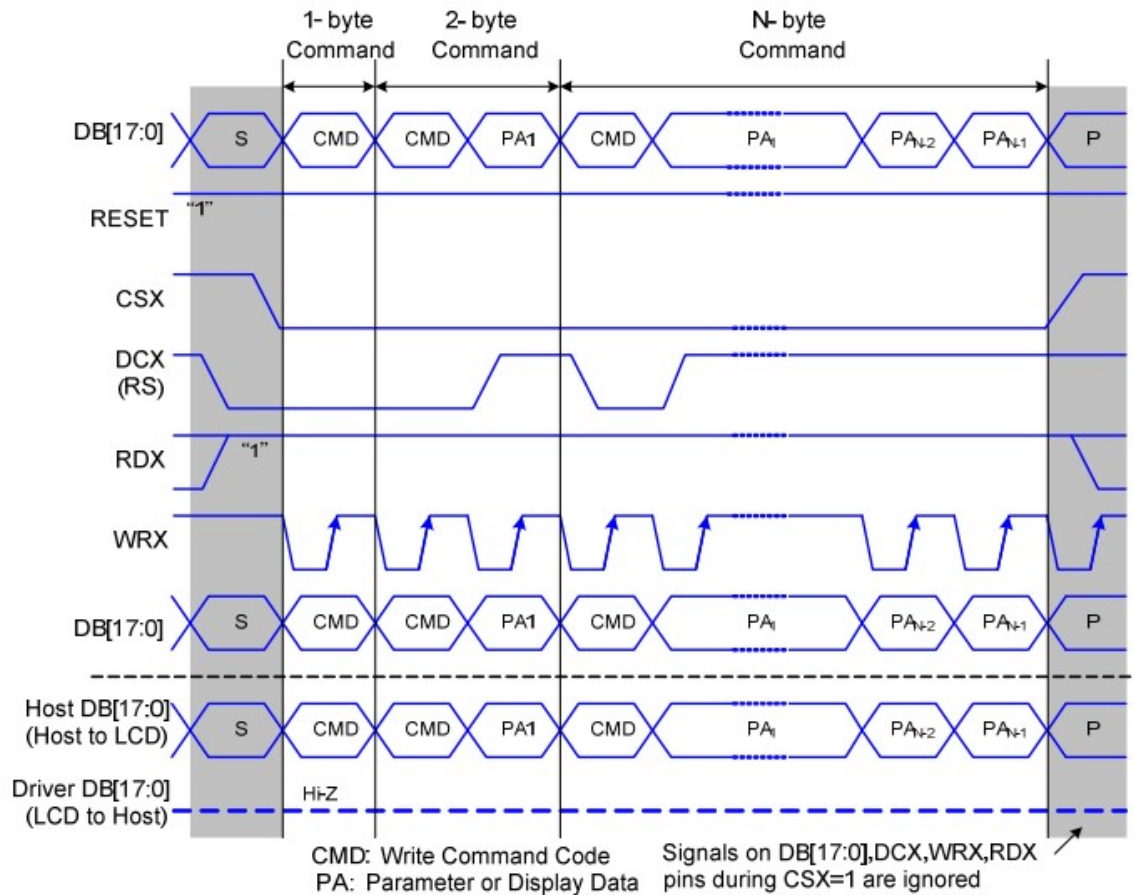 1- byte Command
2- byte Command
N- byte Command
DB[17:0] S CMD CMD PA1 CMD PA1 PAN-2 PAN-1 P
RESET "1"
CSX
DCX
(RS)
RDX "1"
WRX
DB[17:0] S CMD CMD PA1 CMD PA1 PAN-2 PAN-1 P
Host DB[17:0]
(Host to LCD)
S CMD CMD PA1 CMD PA1 PAN-2 PAN-1 P
Driver DB[17:0]
(LCD to Host)
Hi-Z
CMD: Write Command Code
PA: Parameter or Display Data
Signals on DB[17:0],DCX,WRX,RDX
pins during CSX=1 are ignored